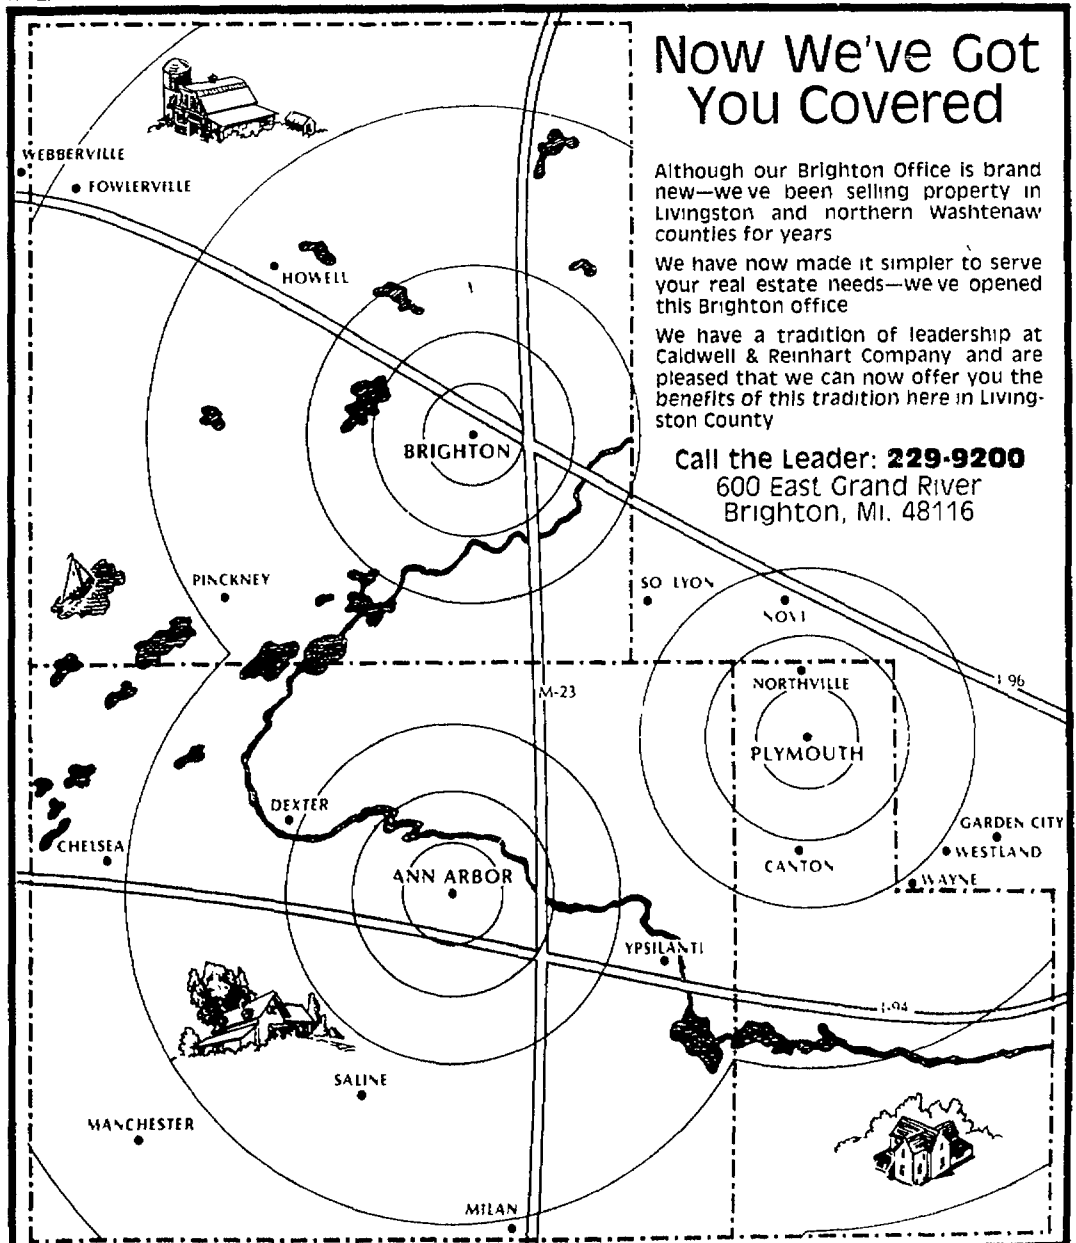 Now We've Got
You Covered
Although our Brighton Office is brand
new—we've been selling property in
Livingston and northern Washtenaw
counties for years
We have now made it simpler to serve
your real estate needs—we've opened
this Brighton office
We have a tradition of leadership at
Caldwell & Reinhart Company and are
pleased that we can now offer you the
benefits of this tradition here in Living-
ston County
Call the Leader: 229-9200
600 East Grand River
Brighton, Mi. 48116
WEBBERVILLE
FOWLERVILLE
HOWELL
BRIGHTON
PINCKNEY
SO LYON
NOVI
NORTHVILLE
I-96
M-23
PLYMOUTH
DEXTER
CHELSEA
GARDEN CITY
WESTLAND
CANTON
WAYNE
ANN ARBOR
YPSILANTI
I-94
SALINE
MANCHESTER
MILAN